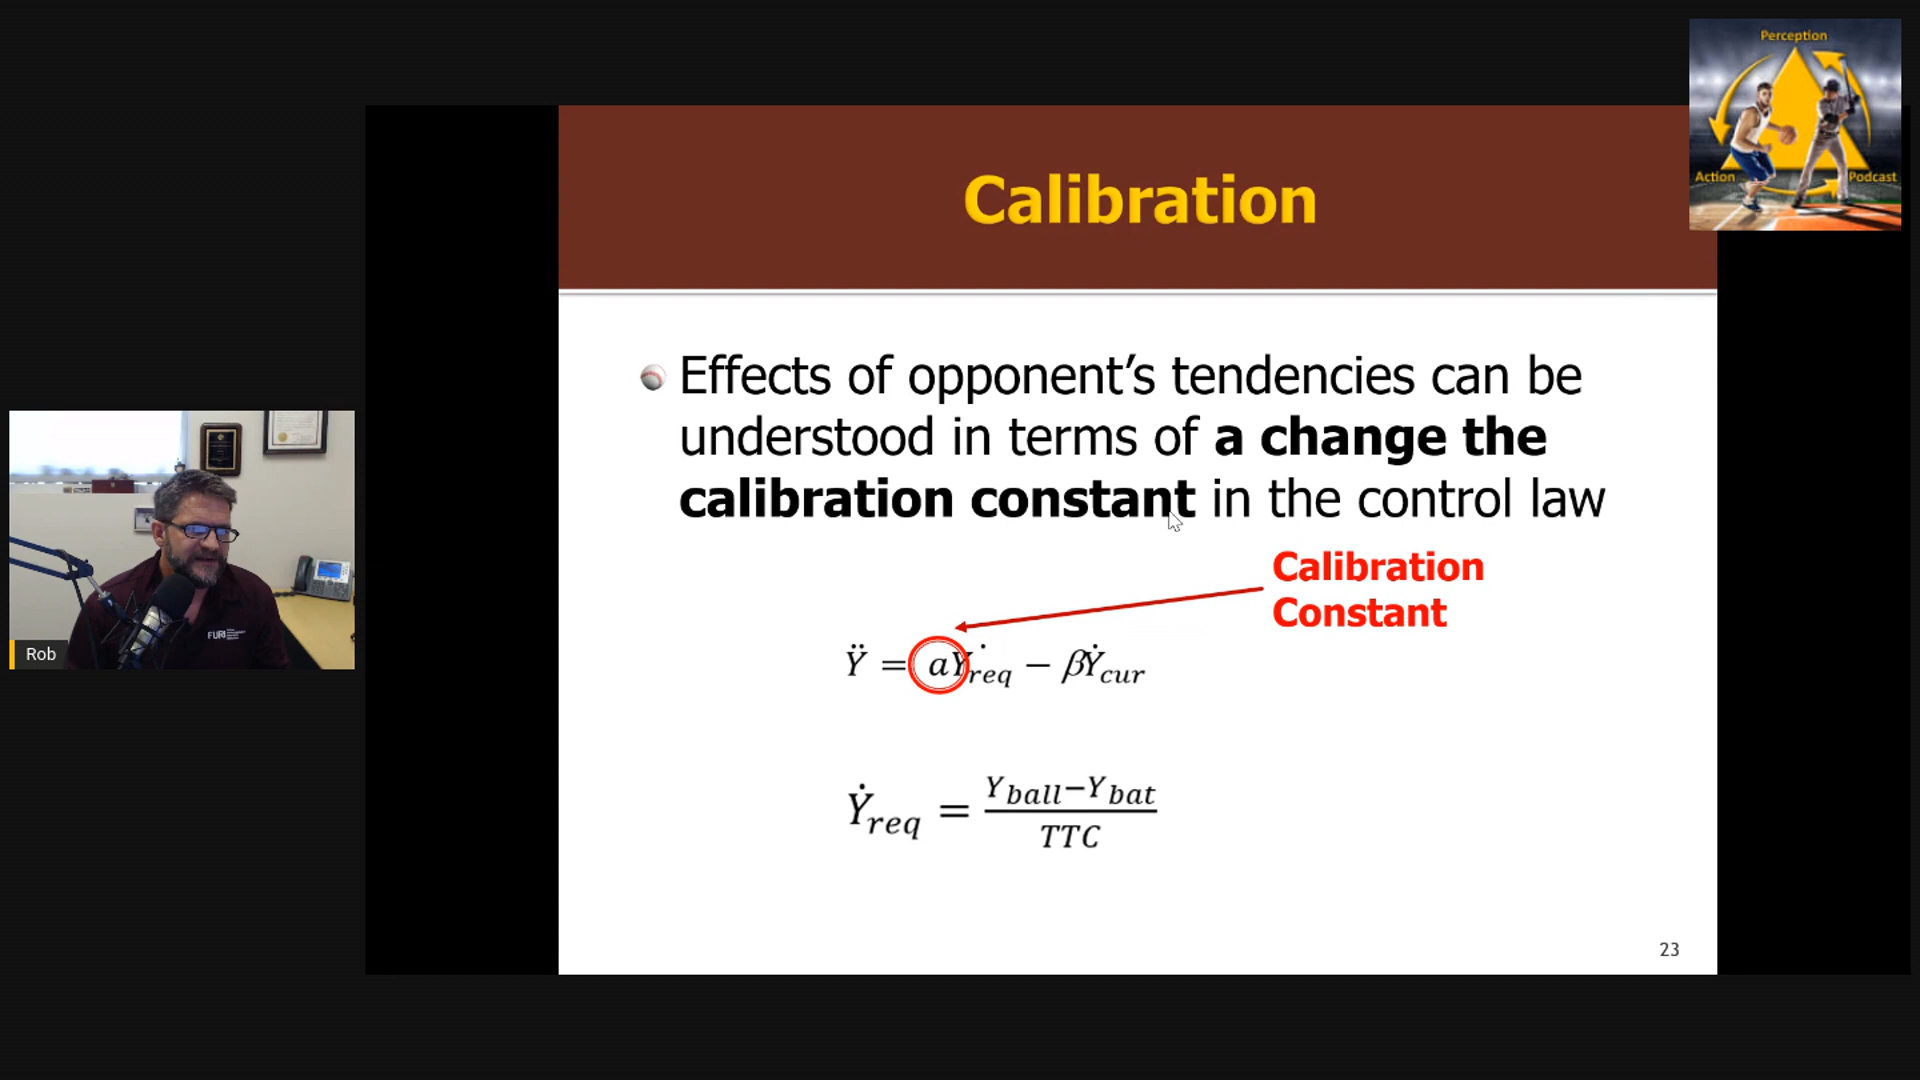 Perception
Action
Podcast
Calibration
Effects of opponent’s tendencies can be
understood in terms of a change the
calibration constant in the control law
Calibration
Constant
Ÿ = aẎreq − βẎcur
Ẏreq = Yball−Ybat / TTC
23
FURI
Rob